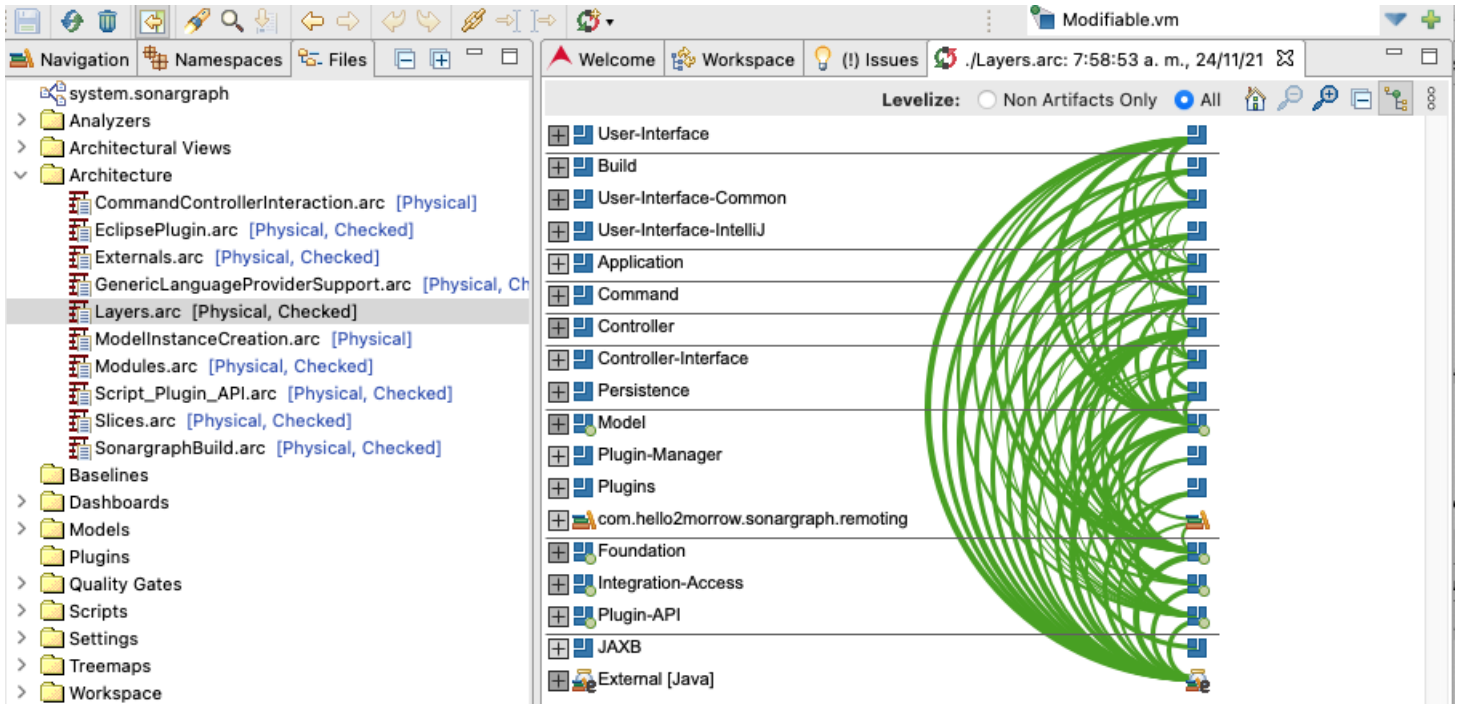 Modifiable.vm
Navigation
Namespaces
Files
Welcome
Workspace
(!) Issues
./Layers.arc: 7:58:53 a. m., 24/11/21
system.sonargraph
Analyzers
Architectural Views
Architecture
CommandControllerInteraction.arc [Physical]
EclipsePlugin.arc [Physical, Checked]
Externals.arc [Physical, Checked]
GenericLanguageProviderSupport.arc [Physical, Ch
Layers.arc [Physical, Checked]
ModelInstanceCreation.arc [Physical]
Modules.arc [Physical, Checked]
Script_Plugin_API.arc [Physical, Checked]
Slices.arc [Physical, Checked]
SonargraphBuild.arc [Physical, Checked]
Baselines
Dashboards
Models
Plugins
Quality Gates
Scripts
Settings
Treemaps
Workspace
Levelize: Non Artifacts Only All
User-Interface
Build
User-Interface-Common
User-Interface-IntelliJ
Application
Command
Controller
Controller-Interface
Persistence
Model
Plugin-Manager
Plugins
com.hello2morrow.sonargraph.remoting
Foundation
Integration-Access
Plugin-API
JAXB
External [Java]